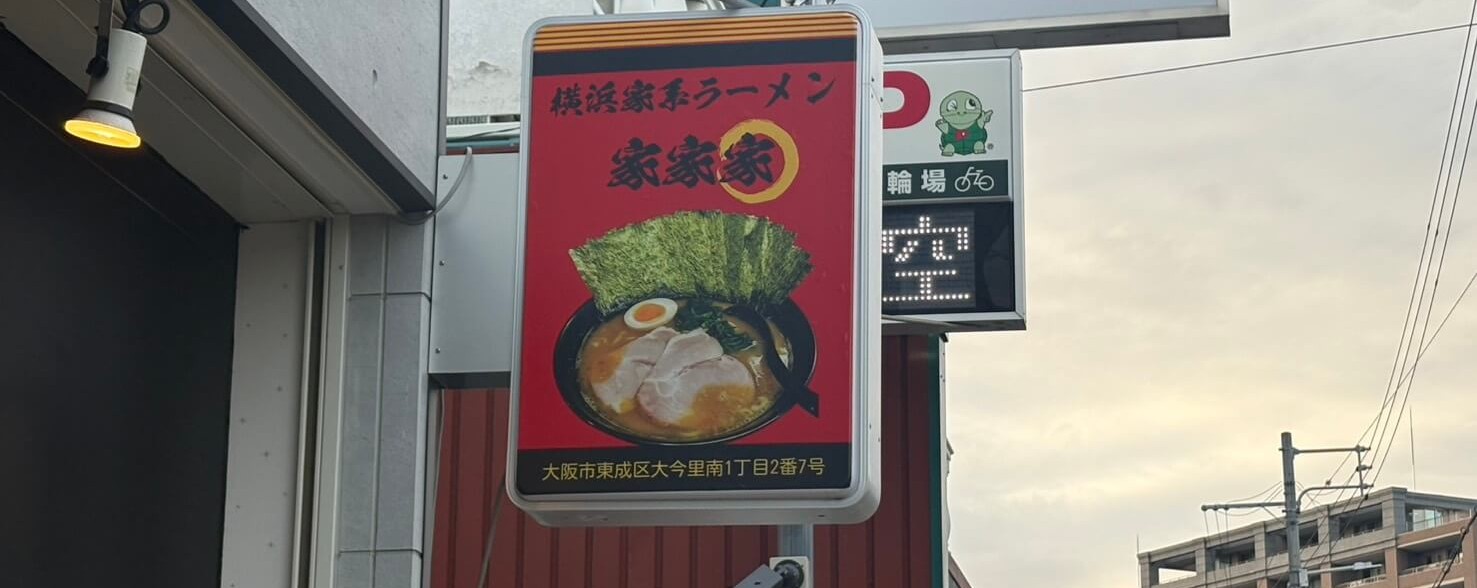 横浜家系ラーメン
家家家
大阪市東成区大今里南1丁目2番7号
P
輪場
空